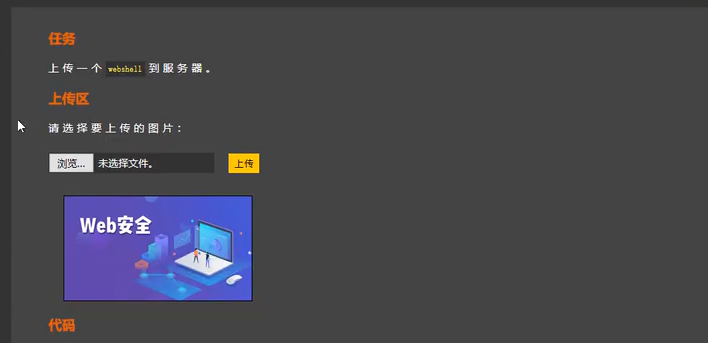 任务
上传一个 webshell 到服务器。
上传区
请选择要上传的图片：
浏览... 未选择文件。 上传
Web安全
代码